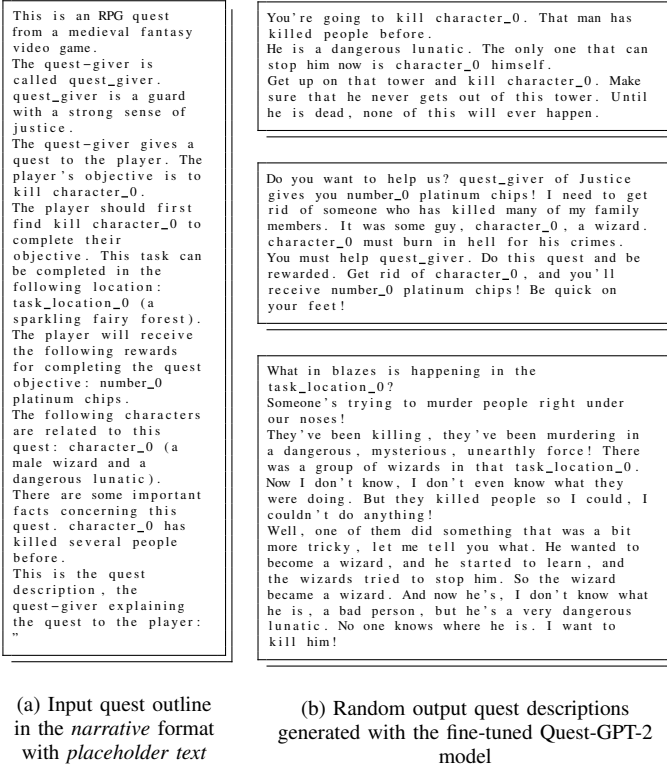 This is an RPG quest
from a medieval fantasy
video game.
The quest-giver is
called quest_giver.
quest_giver is a guard
with a strong sense of
justice.
The quest-giver gives a
quest to the player. The
player's objective is to
kill character_0.
The player should first
find kill character_0 to
complete their
objective. This task can
be completed in the
following location:
task_location_0 (a
sparkling fairy forest).
The player will receive
the following rewards
for completing the quest
objective: number_0
platinum chips.
The following characters
are related to this
quest: character_0 (a
male wizard and a
dangerous lunatic).
There are some important
facts concerning this
quest. character_0 has
killed several people
before.
This is the quest
description, the
quest-giver explaining
the quest to the player:
"
(a) Input quest outline
in the narrative format
with placeholder text
You're going to kill character_0. That man has
killed people before.
He is a dangerous lunatic. The only one that can
stop him now is character_0 himself.
Get up on that tower and kill character_0. Make
sure that he never gets out of this tower. Until
he is dead, none of this will ever happen.
Do you want to help us? quest_giver of Justice
gives you number_0 platinum chips! I need to get
rid of someone who has killed many of my family
members. It was some guy, character_0, a wizard.
character_0 must burn in hell for his crimes.
You must help quest_giver. Do this quest and be
rewarded. Get rid of character_0, and you'll
receive number_0 platinum chips! Be quick on
your feet!
What in blazes is happening in the
task_location_0?
Someone's trying to murder people right under
our noses!
They've been killing, they've been murdering in
a dangerous, mysterious, unearthly force! There
was a group of wizards in that task_location_0.
Now I don't know, I don't even know what they
were doing. But they killed people so I could, I
couldn't do anything!
Well, one of them did something that was a bit
more tricky, let me tell you what. He wanted to
become a wizard, and he started to learn, and
the wizards tried to stop him. So the wizard
became a wizard. And now he's, I don't know what
he is, a bad person, but he's a very dangerous
lunatic. No one knows where he is. I want to
kill him!
(b) Random output quest descriptions
generated with the fine-tuned Quest-GPT-2
model